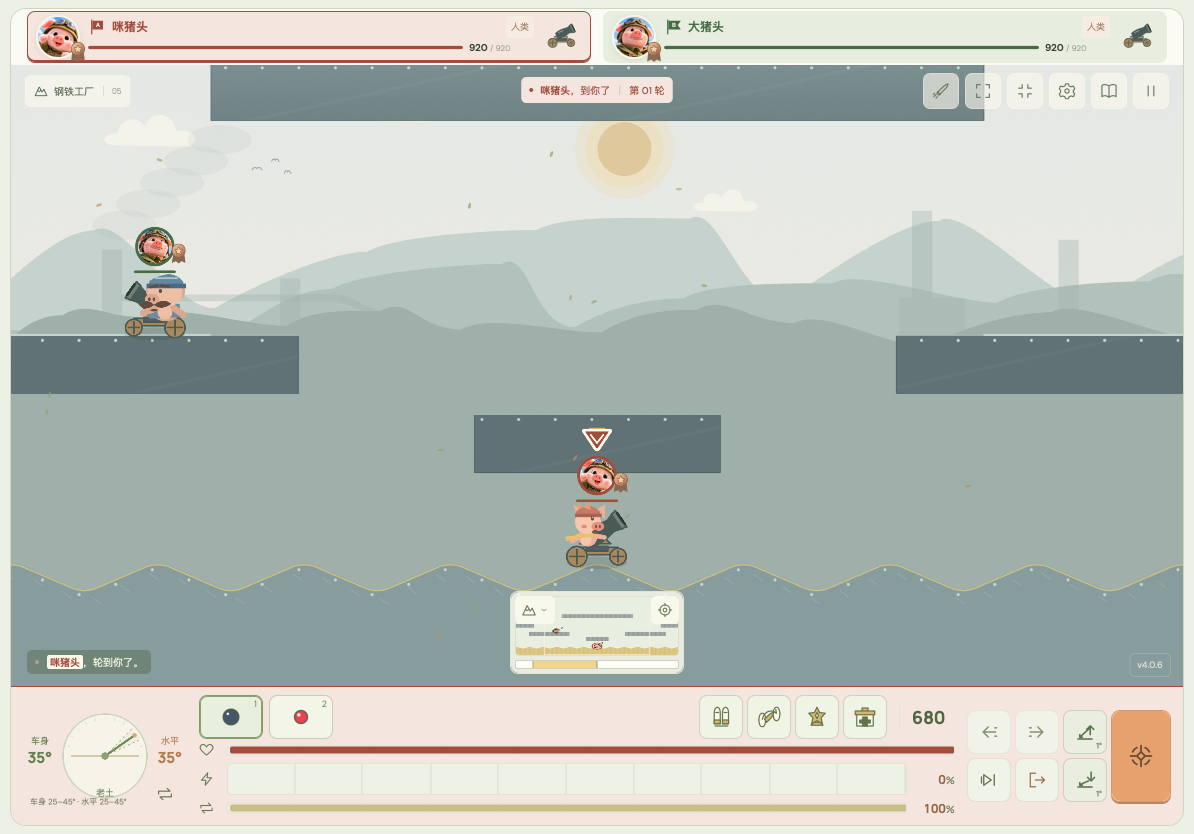 咪猪头
人类
920 / 920
大猪头
人类
920 / 920
钢铁工厂 05
咪猪头，到你了 第 01 轮
咪猪头，轮到你了。
v4.0.6
1
2
680
车身
35°
水平
35°
老土
车身 25–45° · 水平 25–45°
0%
100%
1°
1°